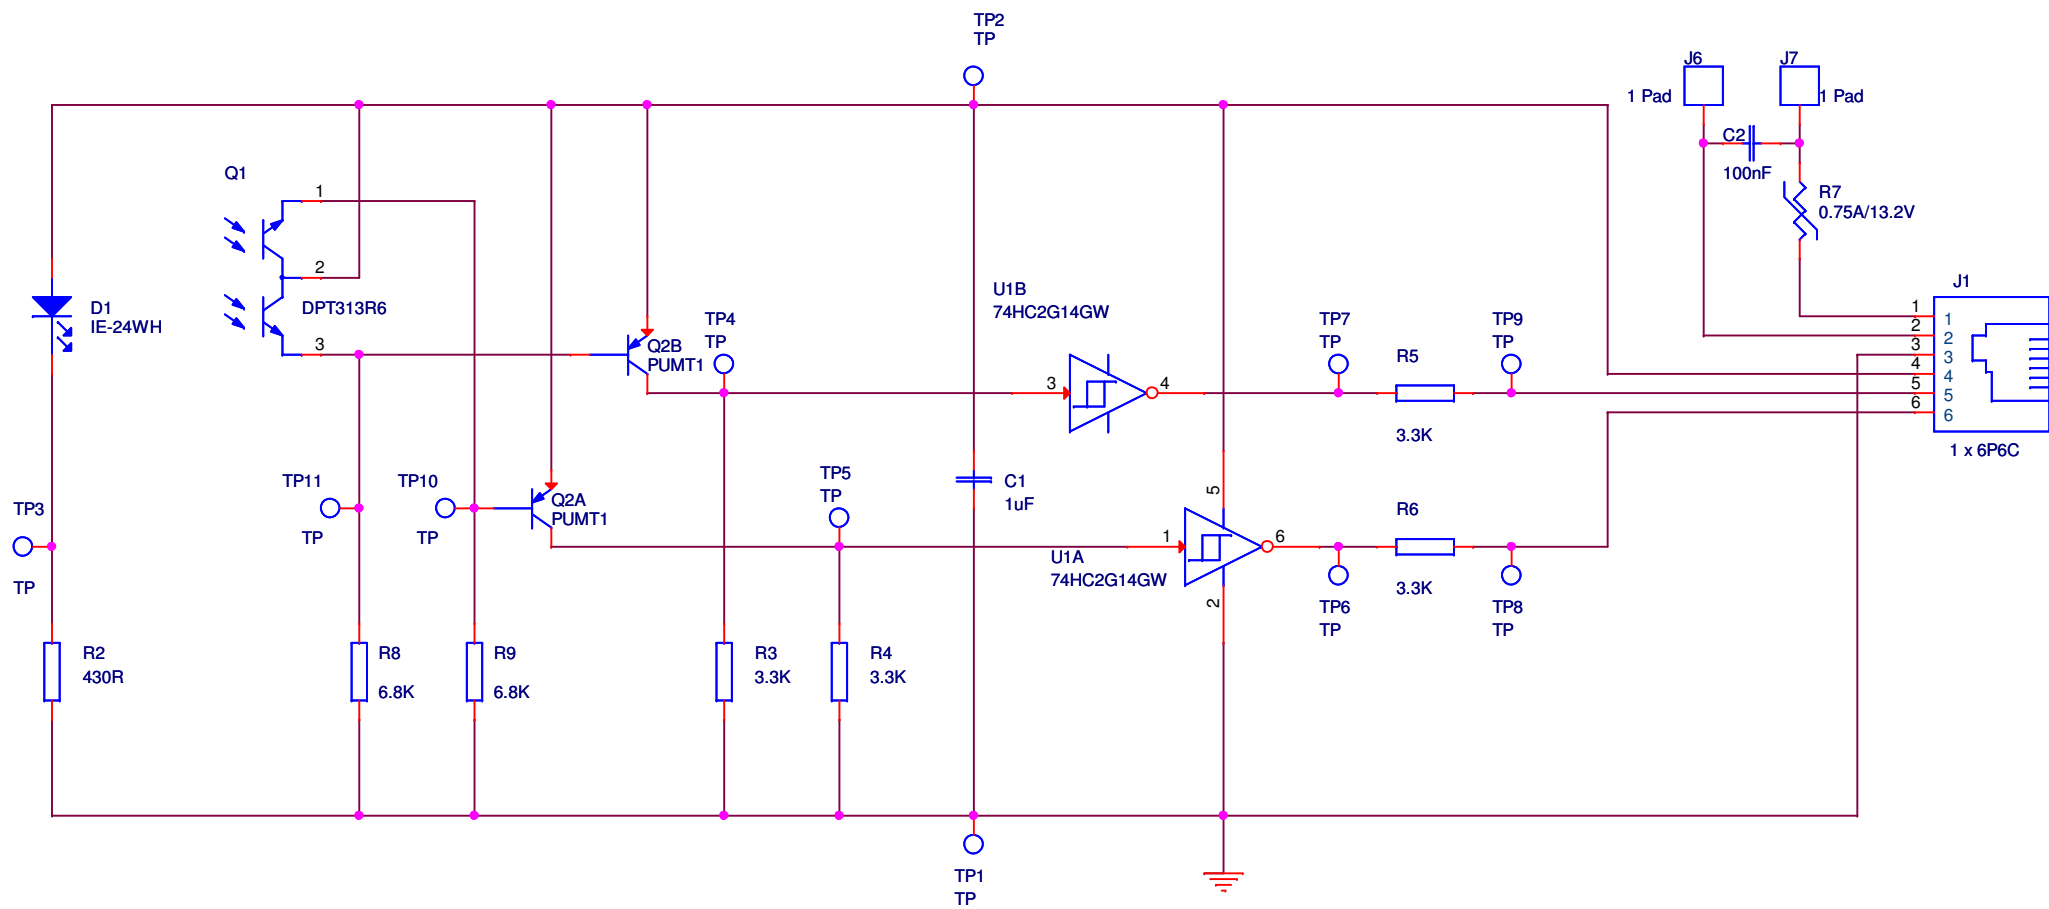 TP2
TP
J6
J7
1 Pad
1 Pad
C2
100nF
R7
0.75A/13.2V
Q1
1
2
DPT313R6
3
D1
IE-24WH
Q2B
PUMT1
TP4
TP
U1B
74HC2G14GW
3
4
TP7
TP
R5
3.3K
TP9
TP
J1
1
2
3
4
5
6
1
2
3
4
5
6
1 x 6P6C
TP3
TP
TP11
TP
TP10
TP
Q2A
PUMT1
TP5
TP
C1
1uF
5
1
6
2
U1A
74HC2G14GW
R6
3.3K
TP6
TP
TP8
TP
R2
430R
R8
6.8K
R9
6.8K
R3
3.3K
R4
3.3K
TP1
TP